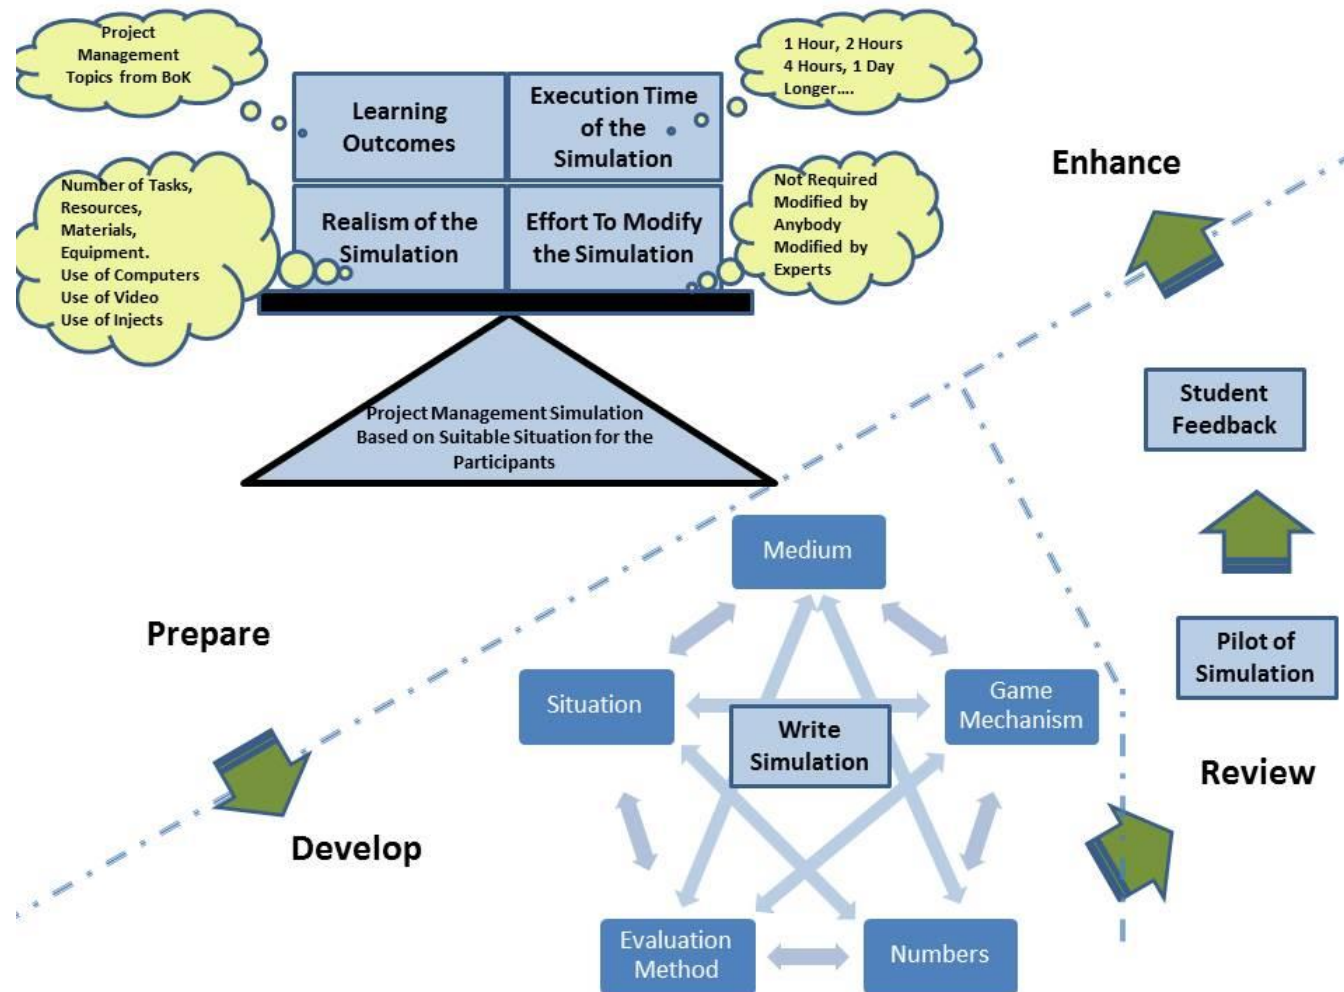 Project
Management
Topics from BoK
1 Hour, 2 Hours
4 Hours, 1 Day
Longer....
Learning
Outcomes
Execution Time
of the
Simulation
Number of Tasks,
Resources,
Materials,
Equipment.
Use of Computers
Use of Video
Use of Injects
Realism of the
Simulation
Effort To Modify
the Simulation
Not Required
Modified by
Anybody
Modified by
Experts
Project Management Simulation
Based on Suitable Situation for the
Participants
Enhance
Student
Feedback
Pilot of
Simulation
Review
Prepare
Develop
Medium
Situation
Game
Mechanism
Write
Simulation
Evaluation
Method
Numbers